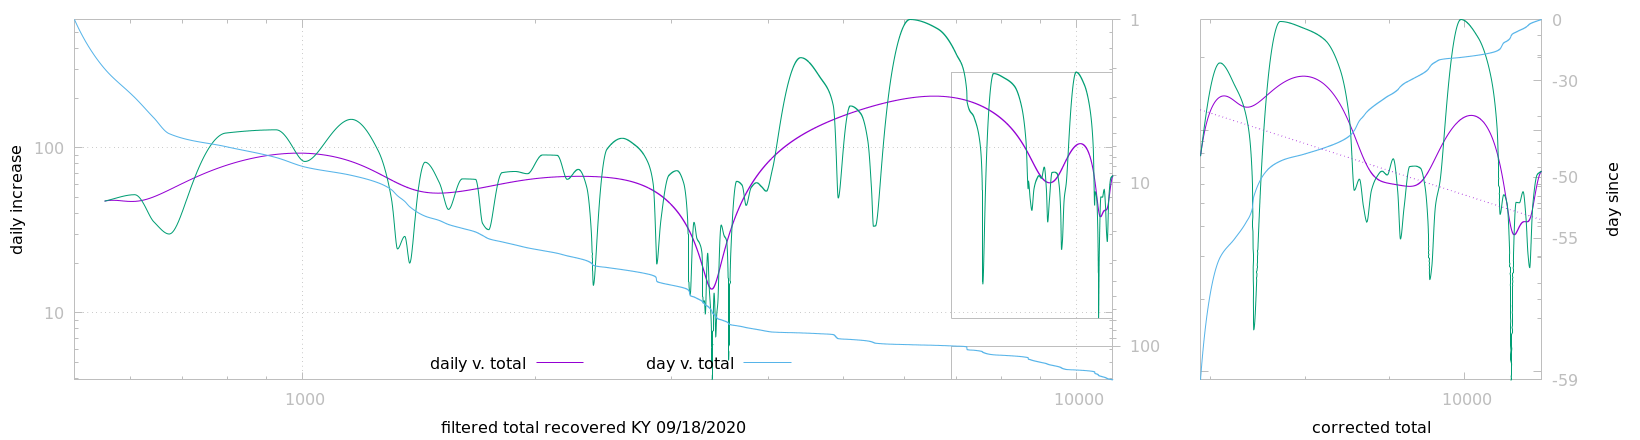 1
0
-30
100
10
-50
daily increase
day since
-55
10
100
daily v. total
day v. total
-59
1000
10000
10000
filtered total recovered KY 09/18/2020
corrected total